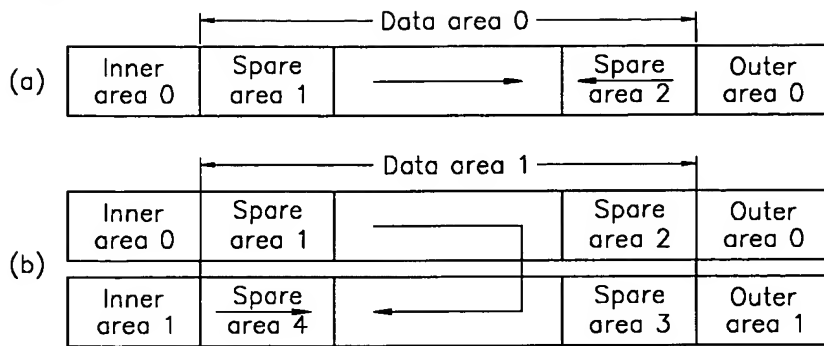 Data area 0
(a)
Inner area 0
Spare area 1
Spare area 2
Outer area 0
Data area 1
(b)
Inner area 0
Spare area 1
Spare area 2
Outer area 0
Inner area 1
Spare area 4
Spare area 3
Outer area 1